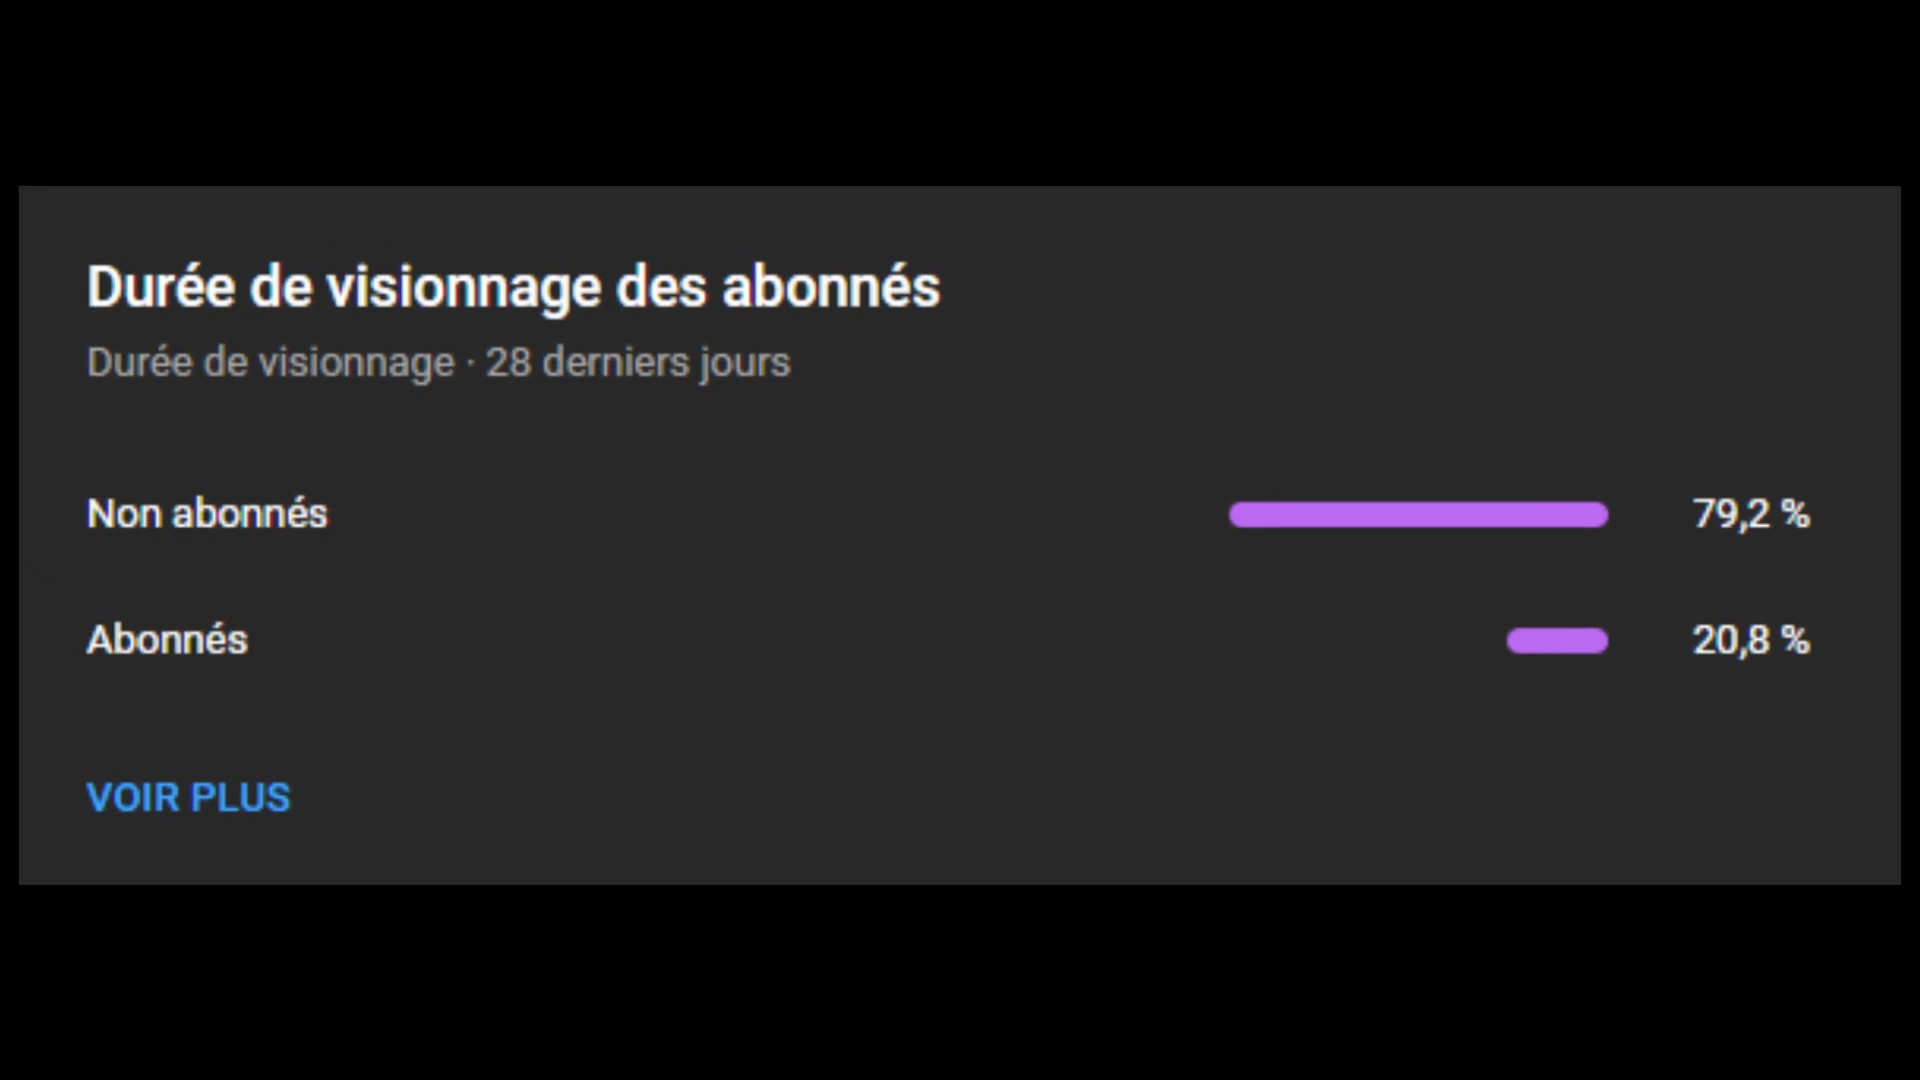 Durée de visionnage des abonnés
Durée de visionnage · 28 derniers jours
Non abonnés 79,2 %
Abonnés 20,8 %
VOIR PLUS